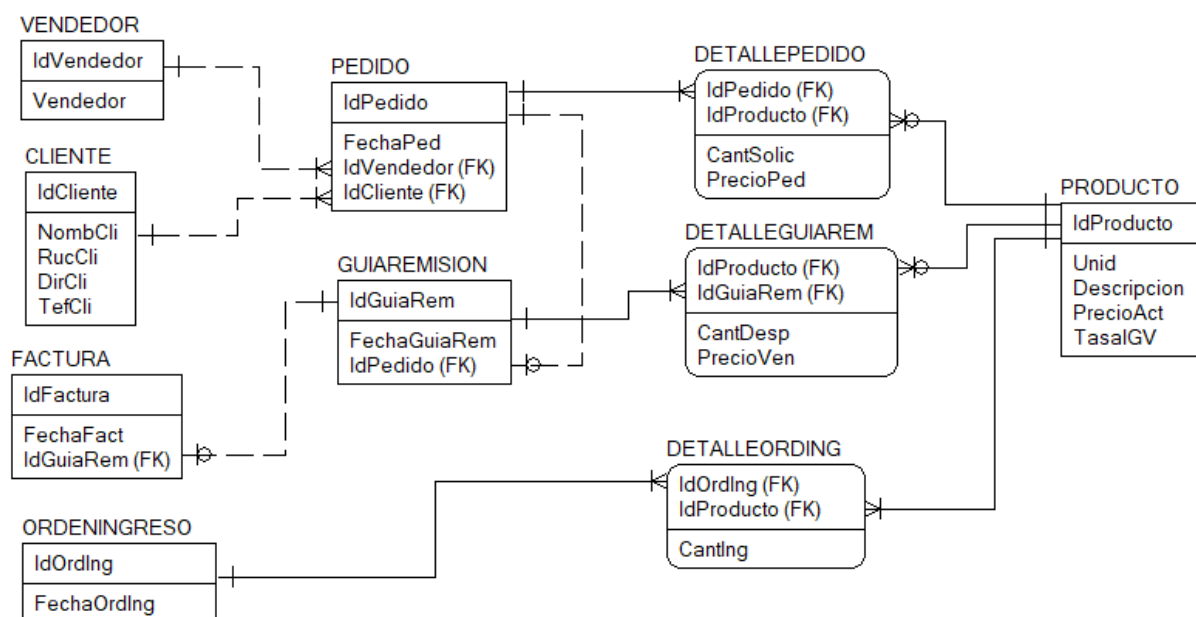 VENDEDOR
IdVendedor
Vendedor
CLIENTE
IdCliente
NombCli
RucCli
DirCli
TefCli
FACTURA
IdFactura
FechaFact
IdGuiaRem (FK)
ORDENINGRESO
IdOrdIng
FechaOrdIng
PEDIDO
IdPedido
FechaPed
IdVendedor (FK)
IdCliente (FK)
GUIAREMISION
IdGuiaRem
FechaGuiaRem
IdPedido (FK)
DETALLEPEDIDO
IdPedido (FK)
IdProducto (FK)
CantSolic
PrecioPed
DETALLEGUIAREM
IdProducto (FK)
IdGuiaRem (FK)
CantDesp
PrecioVen
DETALLEORDING
IdOrdIng (FK)
IdProducto (FK)
CantIng
PRODUCTO
IdProducto
Unid
Descripcion
PrecioAct
TasaIGV